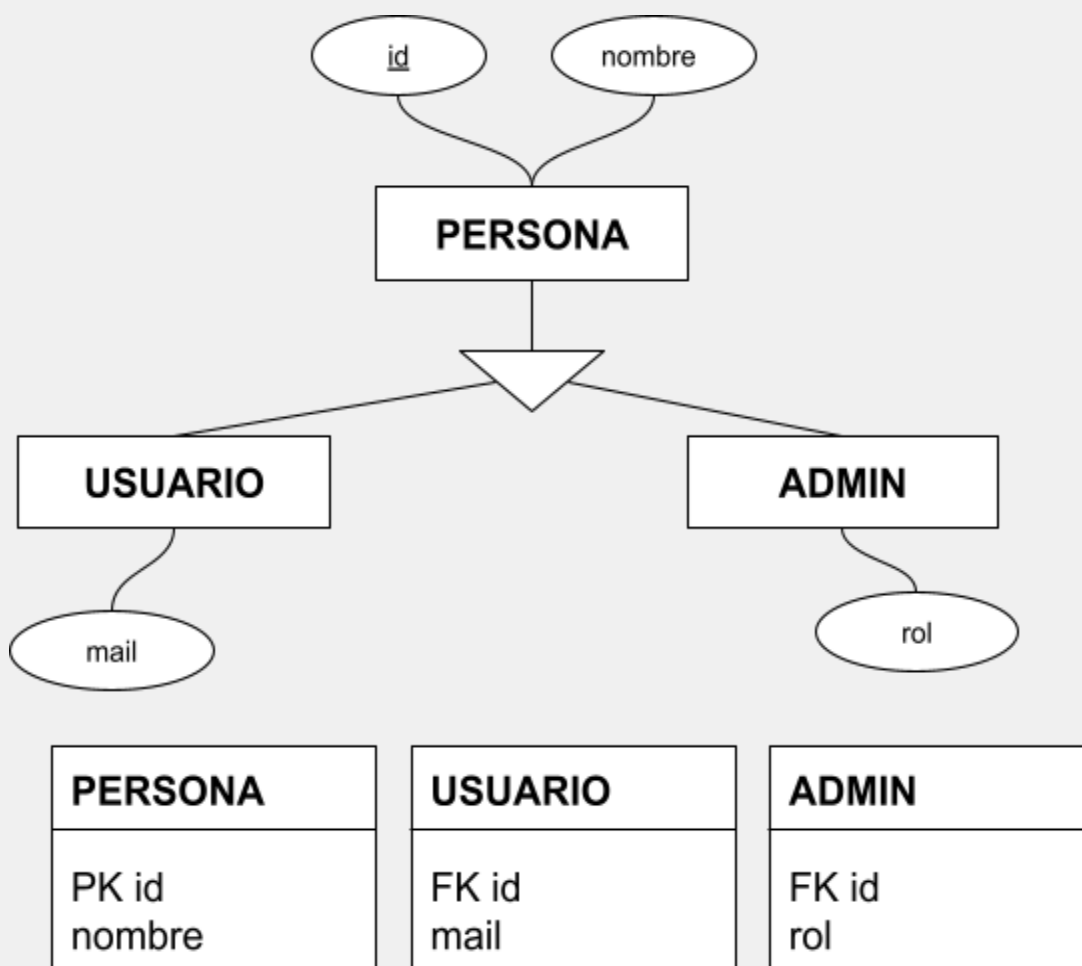 id
nombre
PERSONA
USUARIO
ADMIN
mail
rol
PERSONA
PK id
nombre
USUARIO
FK id
mail
ADMIN
FK id
rol